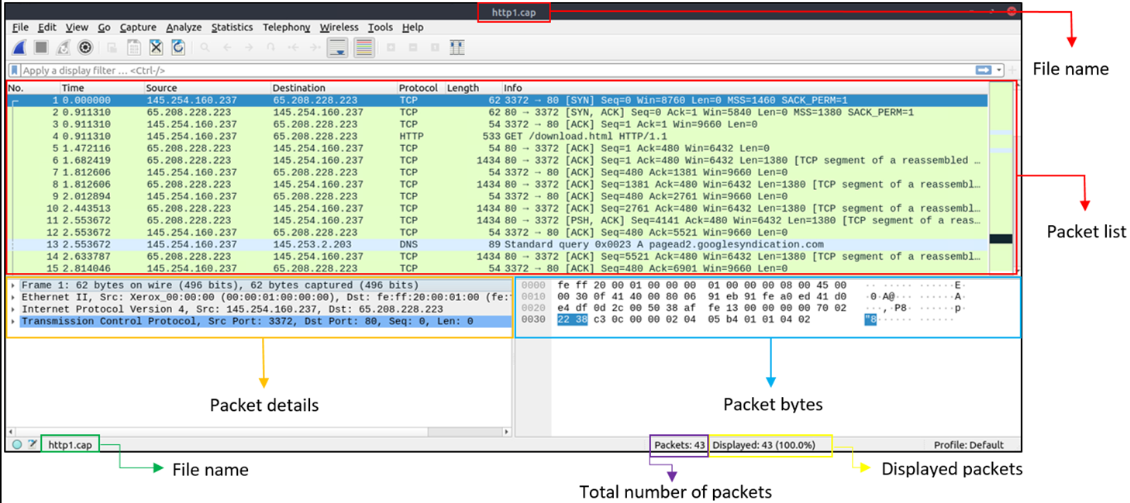 http1.cap
File Edit View Go Capture Analyze Statistics Telephony Wireless Tools Help
Apply a display filter ... <Ctrl-/>
File name
No. Time Source Destination Protocol Length Info
1 0.000000 145.254.160.237 65.208.228.223 TCP 62 3372 → 80 [SYN] Seq=0 Win=8760 Len=0 MSS=1460 SACK_PERM=1
2 0.911310 65.208.228.223 145.254.160.237 TCP 62 80 → 3372 [SYN, ACK] Seq=0 Ack=1 Win=5840 Len=0 MSS=1380 SACK_PERM=1
3 0.911310 145.254.160.237 65.208.228.223 TCP 54 3372 → 80 [ACK] Seq=1 Ack=1 Win=9660 Len=0
4 0.911310 145.254.160.237 65.208.228.223 HTTP 533 GET /download.html HTTP/1.1
5 1.472116 65.208.228.223 145.254.160.237 TCP 54 80 → 3372 [ACK] Seq=1 Ack=480 Win=6432 Len=0
6 1.682419 65.208.228.223 145.254.160.237 TCP 1434 80 → 3372 [ACK] Seq=1 Ack=480 Win=6432 Len=1380 [TCP segment of a reassembled …
7 1.812606 145.254.160.237 65.208.228.223 TCP 54 3372 → 80 [ACK] Seq=480 Ack=1381 Win=9660 Len=0
8 1.812606 65.208.228.223 145.254.160.237 TCP 1434 80 → 3372 [ACK] Seq=1381 Ack=480 Win=6432 Len=1380 [TCP segment of a reassembl…
9 2.012894 145.254.160.237 65.208.228.223 TCP 54 3372 → 80 [ACK] Seq=480 Ack=2761 Win=9660 Len=0
10 2.443513 65.208.228.223 145.254.160.237 TCP 1434 80 → 3372 [ACK] Seq=2761 Ack=480 Win=6432 Len=1380 [TCP segment of a reassembl…
11 2.553672 65.208.228.223 145.254.160.237 TCP 1434 80 → 3372 [PSH, ACK] Seq=4141 Ack=480 Win=6432 Len=1380 [TCP segment of a reas…
12 2.553672 145.254.160.237 65.208.228.223 TCP 54 3372 → 80 [ACK] Seq=480 Ack=5521 Win=9660 Len=0
13 2.553672 145.254.160.237 145.253.2.203 DNS 89 Standard query 0x0023 A pagead2.googlesyndication.com
14 2.633787 65.208.228.223 145.254.160.237 TCP 1434 80 → 3372 [ACK] Seq=5521 Ack=480 Win=6432 Len=1380 [TCP segment of a reassembl…
15 2.814046 145.254.160.237 65.208.228.223 TCP 54 3372 → 80 [ACK] Seq=480 Ack=6901 Win=9660 Len=0
Packet list
Frame 1: 62 bytes on wire (496 bits), 62 bytes captured (496 bits)
Ethernet II, Src: Xerox_00:00:00 (00:00:01:00:00:00), Dst: fe:ff:20:00:01:00 (fe:
Internet Protocol Version 4, Src: 145.254.160.237, Dst: 65.208.228.223
Transmission Control Protocol, Src Port: 3372, Dst Port: 80, Seq: 0, Len: 0
0000 fe ff 20 00 01 00 00 00 01 00 00 00 08 00 45 00 ·· ····· ······E·
0010 00 30 0f 41 40 00 80 06 91 eb 91 fe a0 ed 41 d0 ·0·A@··· ······A·
0020 e4 df 0d 2c 00 50 38 af fe 13 00 00 00 00 70 02 ···,·P8· ······p·
0030 22 38 c3 0c 00 00 02 04 05 b4 01 01 04 02 "8······ ······
Packet details
Packet bytes
http1.cap
Packets: 43
Displayed: 43 (100.0%)
Profile: Default
File name
Displayed packets
Total number of packets